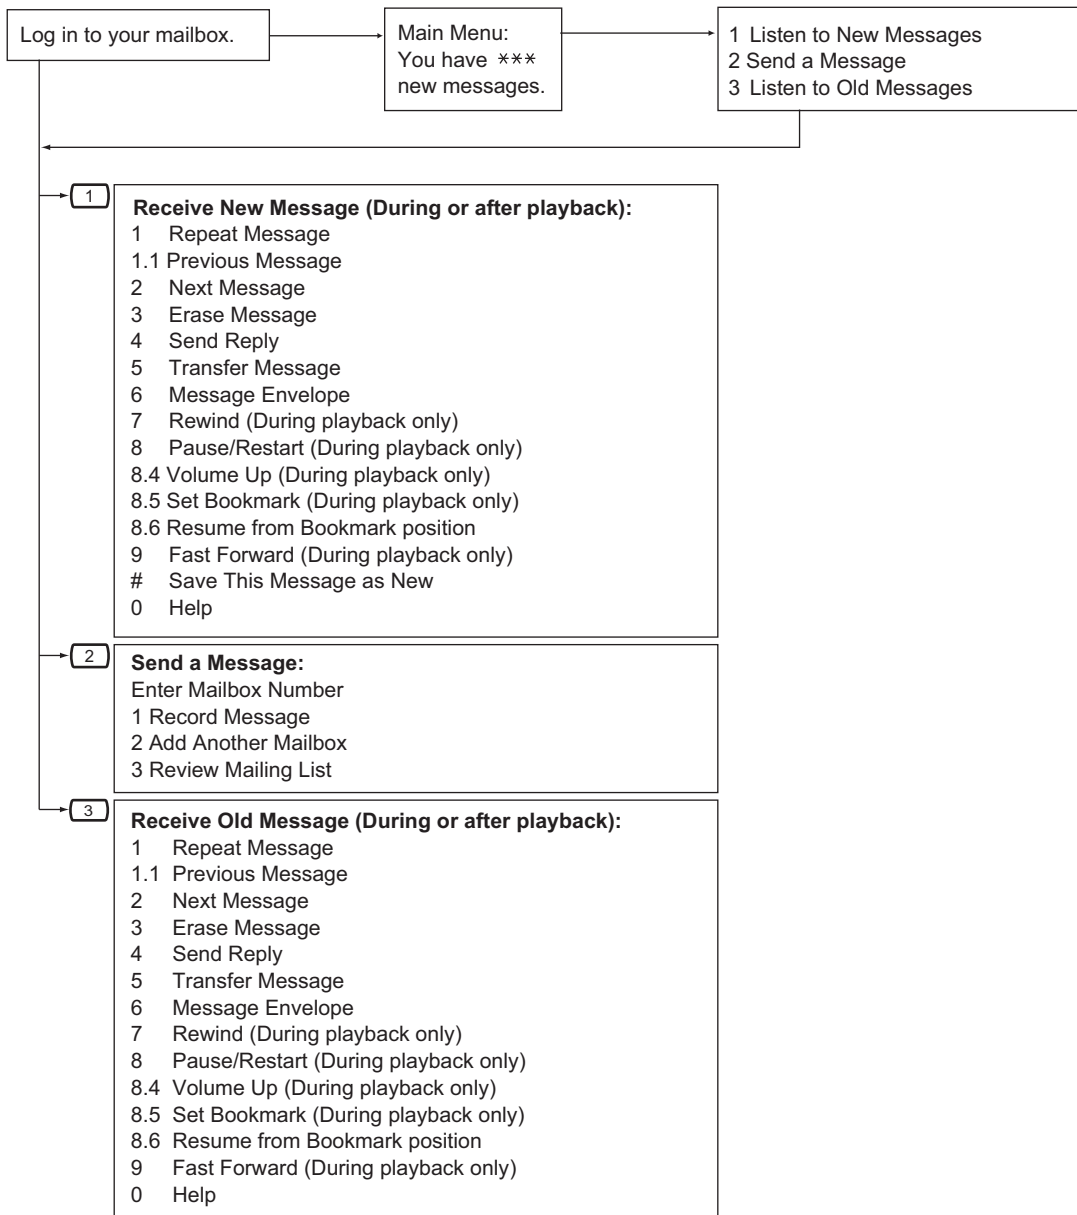 Log in to your mailbox.
Main Menu:
You have ***
new messages.
1 Listen to New Messages
2 Send a Message
3 Listen to Old Messages
1
Receive New Message (During or after playback):
1 Repeat Message
1.1 Previous Message
2 Next Message
3 Erase Message
4 Send Reply
5 Transfer Message
6 Message Envelope
7 Rewind (During playback only)
8 Pause/Restart (During playback only)
8.4 Volume Up (During playback only)
8.5 Set Bookmark (During playback only)
8.6 Resume from Bookmark position
9 Fast Forward (During playback only)
# Save This Message as New
0 Help
2
Send a Message:
Enter Mailbox Number
1 Record Message
2 Add Another Mailbox
3 Review Mailing List
3
Receive Old Message (During or after playback):
1 Repeat Message
1.1 Previous Message
2 Next Message
3 Erase Message
4 Send Reply
5 Transfer Message
6 Message Envelope
7 Rewind (During playback only)
8 Pause/Restart (During playback only)
8.4 Volume Up (During playback only)
8.5 Set Bookmark (During playback only)
8.6 Resume from Bookmark position
9 Fast Forward (During playback only)
0 Help